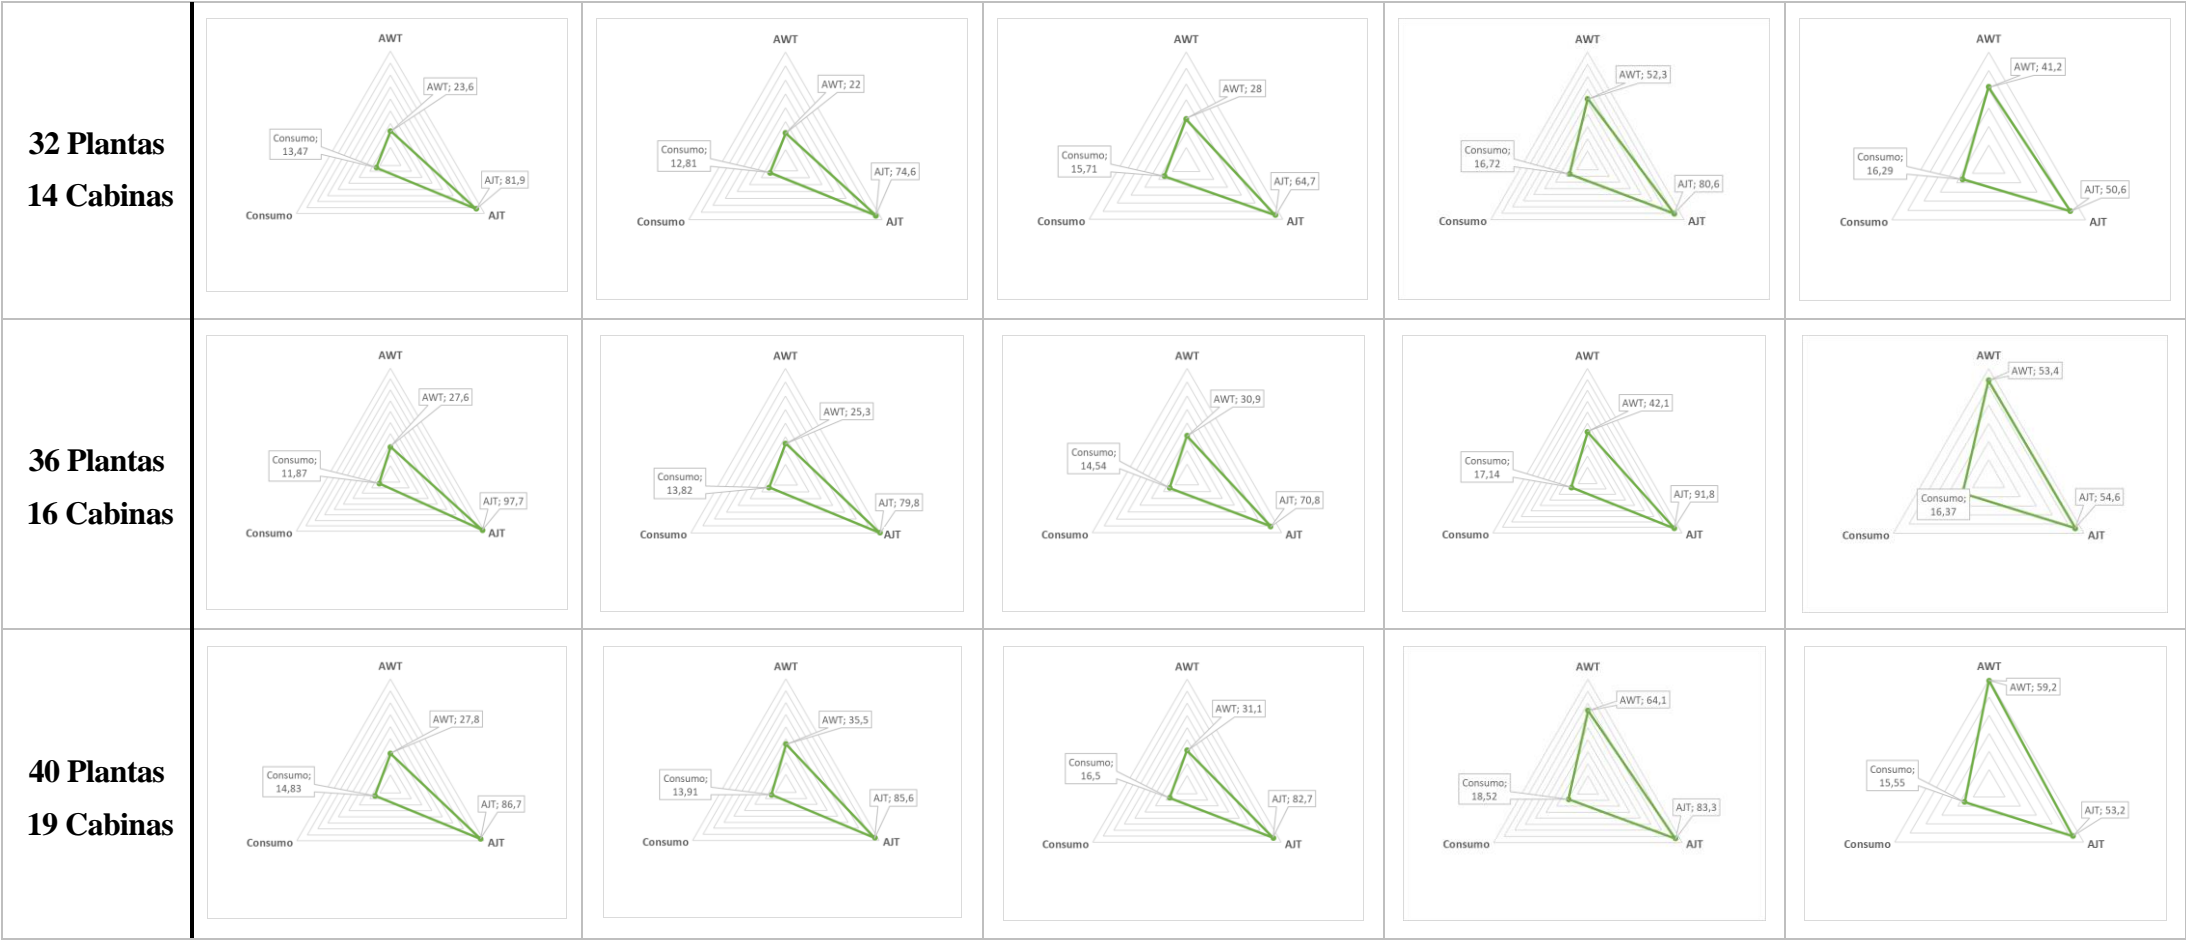 32 Plantas
14 Cabinas
AWT
AWT; 23,6
Consumo;
13,47
AJT; 81,9
Consumo
AJT
AWT
AWT; 22
Consumo;
12,81
AJT; 74,6
Consumo
AJT
AWT
AWT; 28
Consumo;
15,71
AJT; 64,7
Consumo
AJT
AWT
AWT; 52,3
Consumo;
16,72
AJT; 80,6
Consumo
AJT
AWT
AWT; 41,2
Consumo;
16,29
AJT; 50,6
Consumo
AJT
36 Plantas
16 Cabinas
AWT
AWT; 27,6
Consumo;
11,87
AJT; 97,7
Consumo
AJT
AWT
AWT; 25,3
Consumo;
13,82
AJT; 79,8
Consumo
AJT
AWT
AWT; 30,9
Consumo;
14,54
AJT; 70,8
Consumo
AJT
AWT
AWT; 42,1
Consumo;
17,14
AJT; 91,8
Consumo
AJT
AWT
AWT; 53,4
Consumo;
16,37
AJT; 54,6
Consumo
AJT
40 Plantas
19 Cabinas
AWT
AWT; 27,8
Consumo;
14,83
AJT; 86,7
Consumo
AJT
AWT
AWT; 35,5
Consumo;
13,91
AJT; 85,6
Consumo
AJT
AWT
AWT; 31,1
Consumo;
16,5
AJT; 82,7
Consumo
AJT
AWT
AWT; 64,1
Consumo;
18,52
AJT; 83,3
Consumo
AJT
AWT
AWT; 59,2
Consumo;
15,55
AJT; 53,2
Consumo
AJT